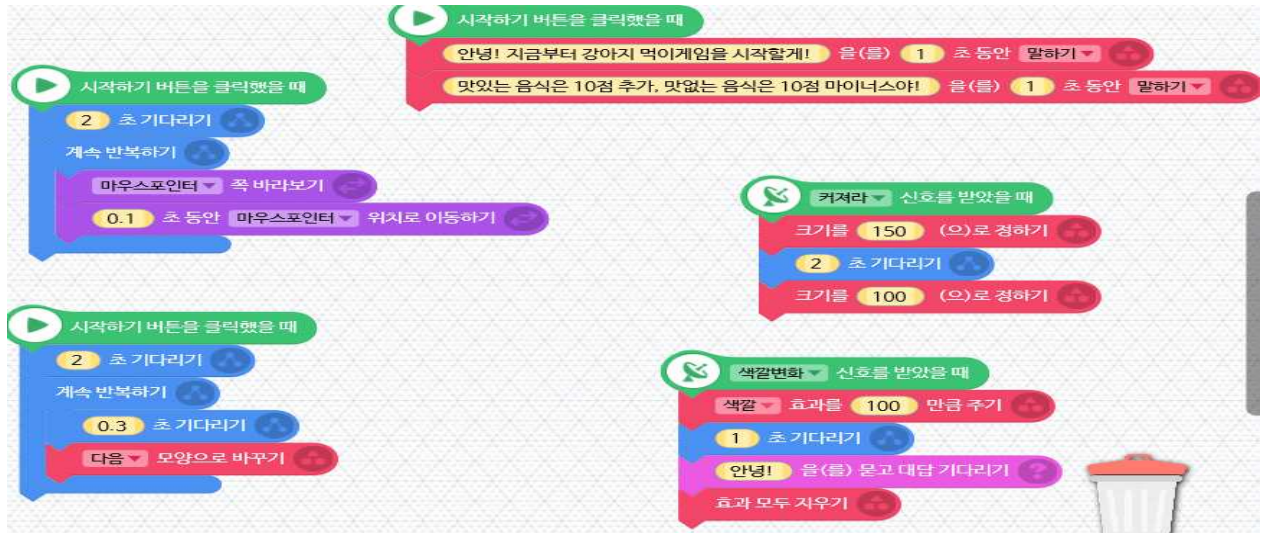 시작하기 버튼을 클릭했을 때
안녕! 지금부터 강아지 먹이게임을 시작할게! 을(를) 1 초 동안 말하기
맛있는 음식은 10점 추가, 맛없는 음식은 10점 마이너스야! 을(를) 1 초 동안 말하기
시작하기 버튼을 클릭했을 때
2 초 기다리기
계속 반복하기
마우스포인터 쪽 바라보기
0.1 초 동안 마우스포인터 위치로 이동하기
커져라 신호를 받았을 때
크기를 150 (으)로 정하기
2 초 기다리기
크기를 100 (으)로 정하기
시작하기 버튼을 클릭했을 때
2 초 기다리기
계속 반복하기
0.3 초 기다리기
다음 모양으로 바꾸기
색깔변화 신호를 받았을 때
색깔 효과를 100 만큼 주기
1 초 기다리기
안녕! 을(를) 묻고 대답 기다리기
효과 모두 지우기